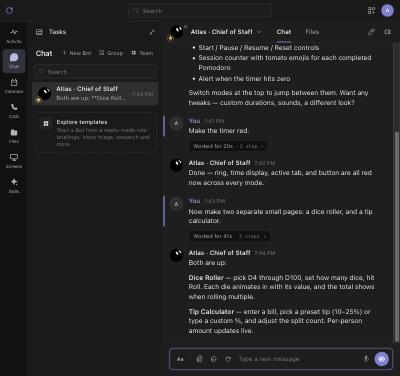 Search
A
Activity
Chat
Calendar
Calls
Files
Screens
Skills
Tasks
Chat
+ New Bot
Group
Team
Search
Atlas · Chief of Staff
7:44 PM
Both are up: **Dice Roll...
Explore templates
Start a Bot from a ready-made role:
briefings, inbox triage, research and
more.
Atlas - Chief of Staff
Chat
Files
• Start / Pause / Resume / Reset controls
• Session counter with tomato emojis for each completed
Pomodoro
• Alert when the timer hits zero
Switch modes at the top to jump between them. Want any
tweaks — custom durations, sounds, a different look?
A
You 7:41 PM
Make the timer red.
Worked for 20s · 1 step ›
Atlas · Chief of Staff 7:42 PM
Done — ring, time display, active tab, and button are all red
now across every mode.
A
You 7:43 PM
Now make two separate small pages: a dice roller, and a tip
calculator.
Worked for 41s · 2 steps ›
Atlas · Chief of Staff 7:44 PM
Both are up:
Dice Roller — pick D4 through D100, set how many dice, hit
Roll. Each die animates in with its value, and the total shows
when rolling multiple.
Tip Calculator — enter a bill, pick a preset tip (10–25%) or
type a custom %, and adjust the split count. Per-person
amount updates live.
Aa
Type a new message